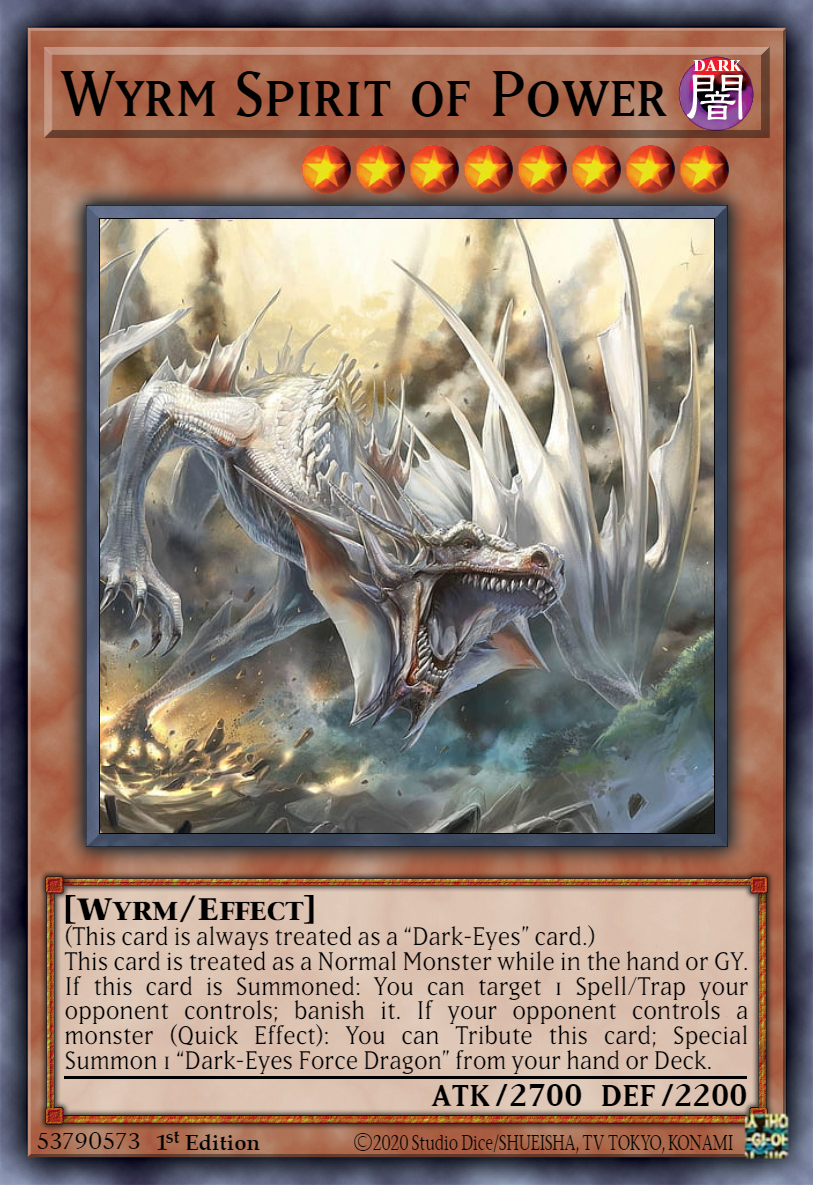 Wyrm Spirit of Power
DARK
闇
[Wyrm/Effect]
(This card is always treated as a “Dark-Eyes” card.)
This card is treated as a Normal Monster while in the hand or GY.
If this card is Summoned: You can target 1 Spell/Trap your
opponent controls; banish it. If your opponent controls a
monster (Quick Effect): You can Tribute this card; Special
Summon 1 “Dark-Eyes Force Dragon” from your hand or Deck.
ATK/2700 DEF/2200
53790573 1st Edition ©2020 Studio Dice/SHUEISHA, TV TOKYO, KONAMI